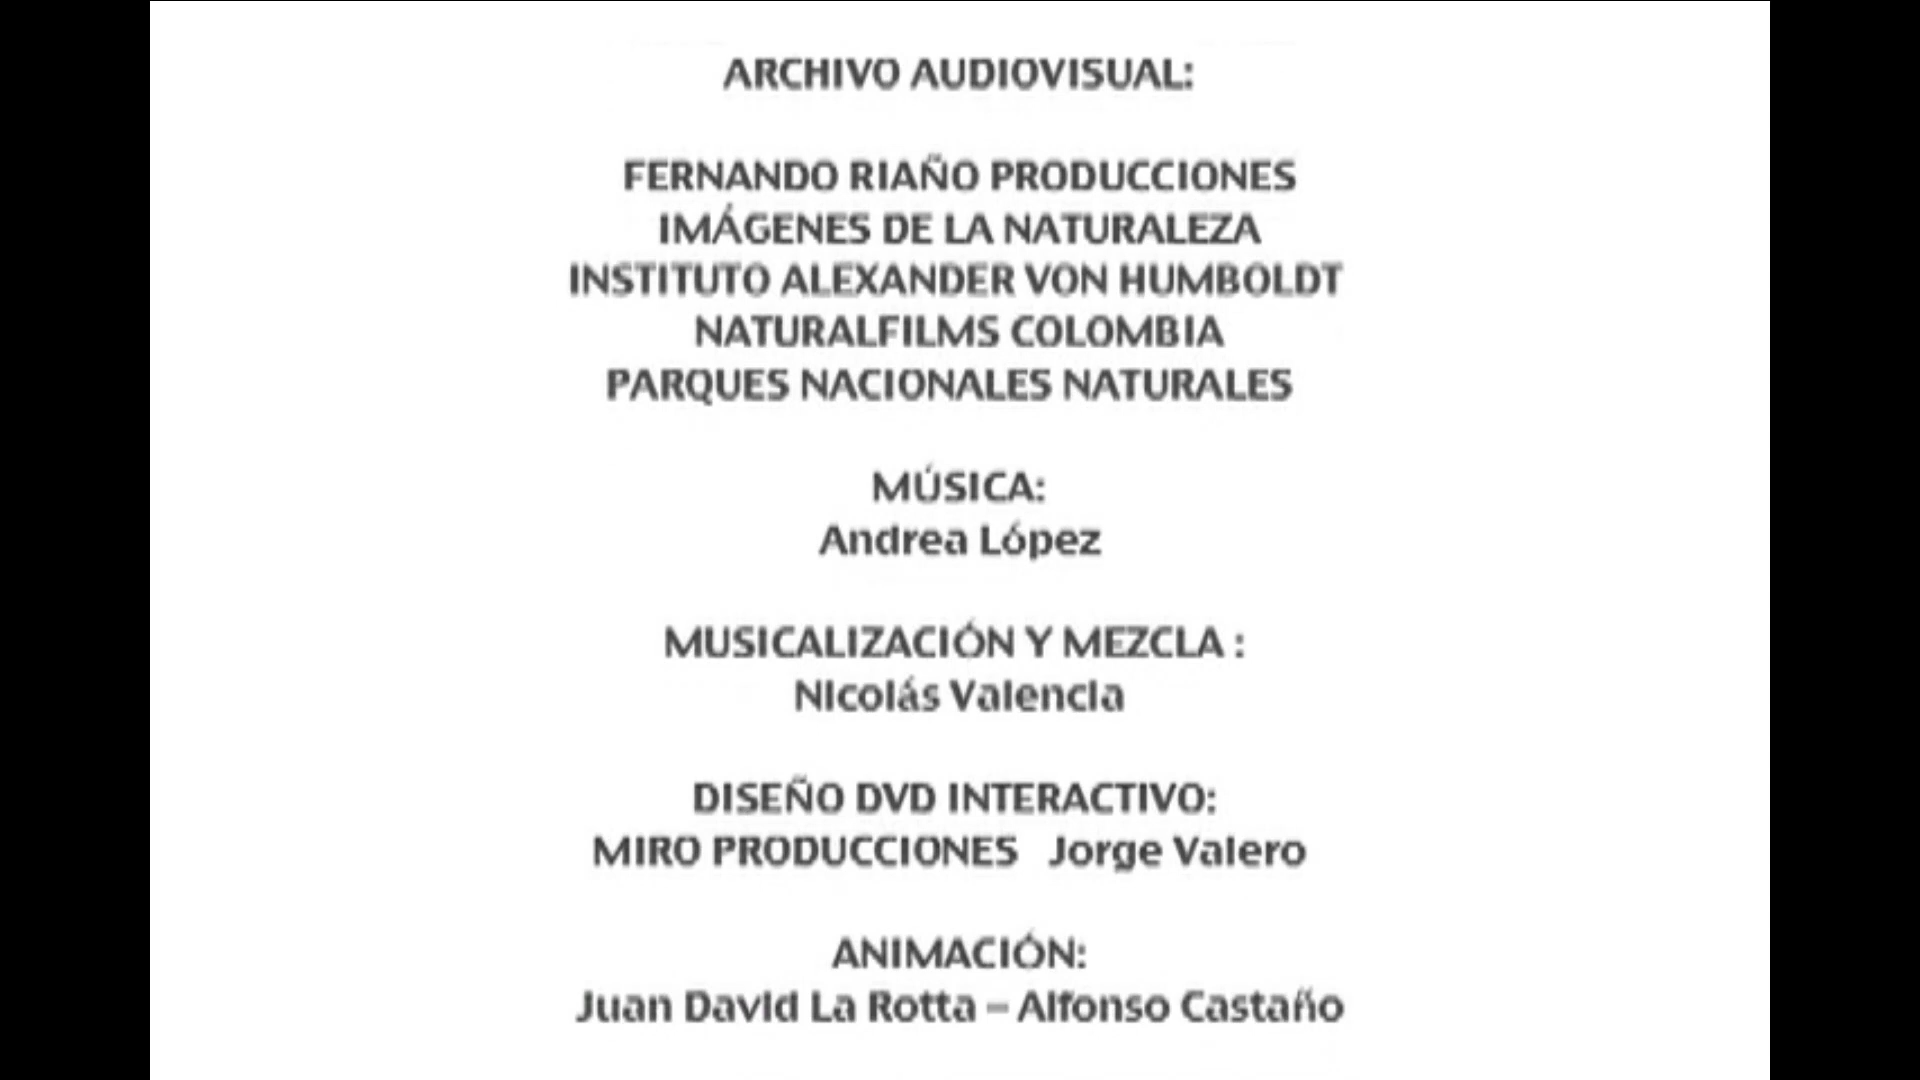 ARCHIVO AUDIOVISUAL:
FERNANDO RIAÑO PRODUCCIONES
IMÁGENES DE LA NATURALEZA
INSTITUTO ALEXANDER VON HUMBOLDT
NATURALFILMS COLOMBIA
PARQUES NACIONALES NATURALES
MÚSICA:
Andrea López
MUSICALIZACIÓN Y MEZCLA :
Nicolás Valencia
DISEÑO DVD INTERACTIVO:
MIRO PRODUCCIONES Jorge Valero
ANIMACIÓN:
Juan David La Rotta – Alfonso Castaño